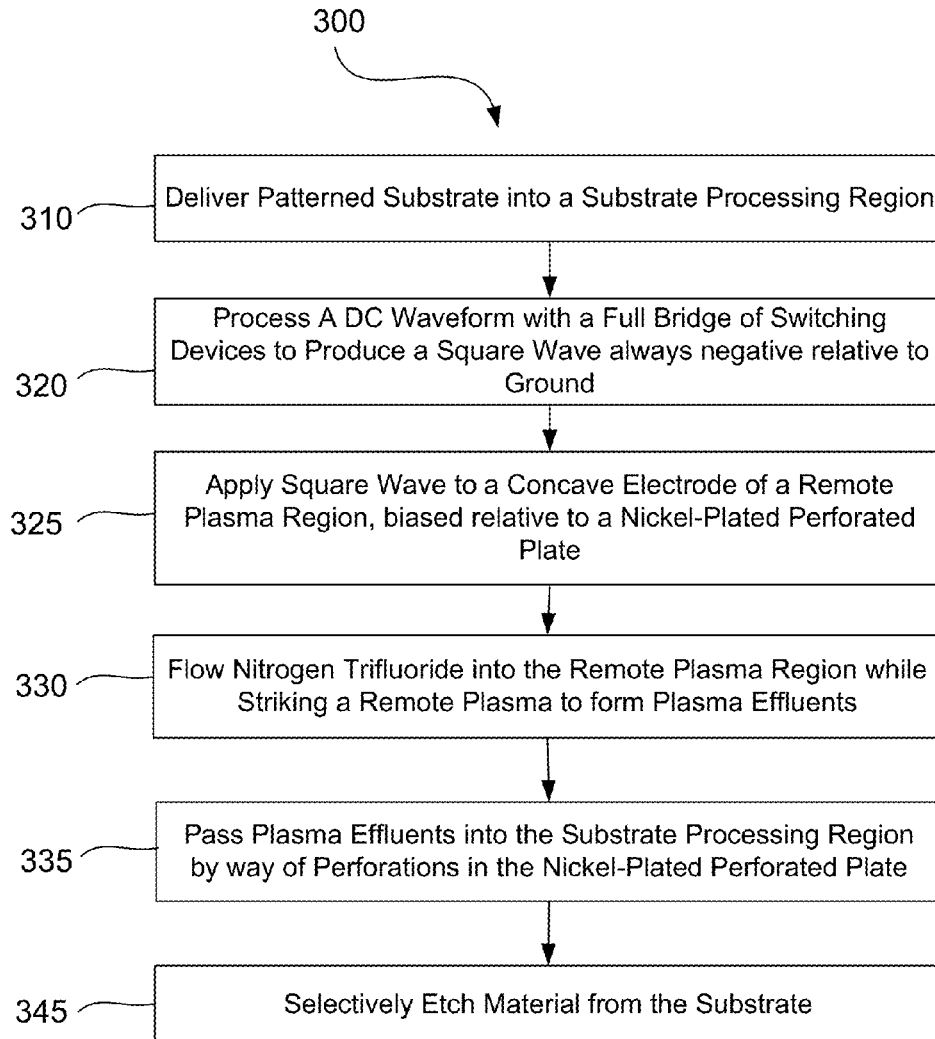 300
310
Deliver Patterned Substrate into a Substrate Processing Region
320
Process A DC Waveform with a Full Bridge of Switching
Devices to Produce a Square Wave always negative relative to
Ground
325
Apply Square Wave to a Concave Electrode of a Remote
Plasma Region, biased relative to a Nickel-Plated Perforated
Plate
330
Flow Nitrogen Trifluoride into the Remote Plasma Region while
Striking a Remote Plasma to form Plasma Effluents
335
Pass Plasma Effluents into the Substrate Processing Region
by way of Perforations in the Nickel-Plated Perforated Plate
345
Selectively Etch Material from the Substrate